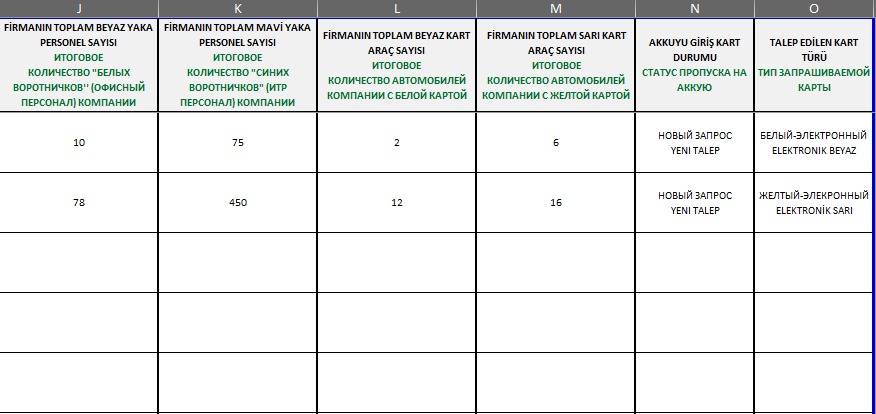 J K L M N O
FİRMANIN TOPLAM BEYAZ YAKA
PERSONEL SAYISI
ИТОГОВОЕ
КОЛИЧЕСТВО "БЕЛЫХ
ВОРОТНИЧКОВ'' (ОФИСНЫЙ
ПЕРСОНАЛ) КОМПАНИИ
FİRMANIN TOPLAM MAVİ YAKA
PERSONEL SAYISI
ИТОГОВОЕ
КОЛИЧЕСТВО "СИНИХ
ВОРОТНИЧКОВ" (ИТР
ПЕРСОНАЛ) КОМПАНИИ
FİRMANIN TOPLAM BEYAZ KART
ARAÇ SAYISI
ИТОГОВОЕ
КОЛИЧЕСТВО АВТОМОБИЛЕЙ
КОМПАНИИ С БЕЛОЙ КАРТОЙ
FİRMANIN TOPLAM SARI KART
ARAÇ SAYISI
ИТОГОВОЕ
КОЛИЧЕСТВО АВТОМОБИЛЕЙ
КОМПАНИИ С ЖЕЛТОЙ КАРТОЙ
AKKUYU GİRİŞ KART
DURUMU
СТАТУС ПРОПУСКА НА
АККУЮ
TALEP EDİLEN KART
TÜRÜ
ТИП ЗАПРАШИВАЕМОЙ
КАРТЫ
10
75
2
6
НОВЫЙ ЗАПРОС
YENI TALEP
БЕЛЫЙ-ЭЛЕКТРОННЫЙ
ELEKTRONIK BEYAZ
78
450
12
16
НОВЫЙ ЗАПРОС
YENI TALEP
ЖЕЛТЫЙ-ЭЛЕКРОННЫЙ
ELEKTRONİK SARI